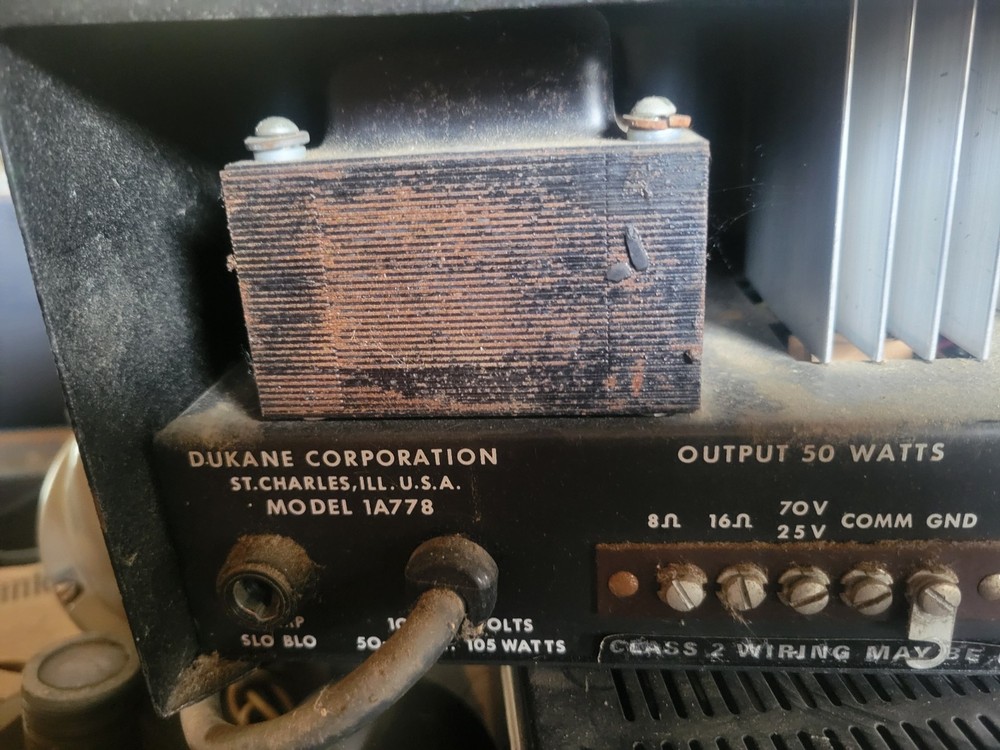 DUKANE CORPORATION
ST. CHARLES, ILL. U.S.A.
MODEL 1A778
SLO BLO
105 WATTS
OUTPUT 50 WATTS
8Ω 16Ω 70V COMM GND
25V
CLASS 2 WIRING MAY BE